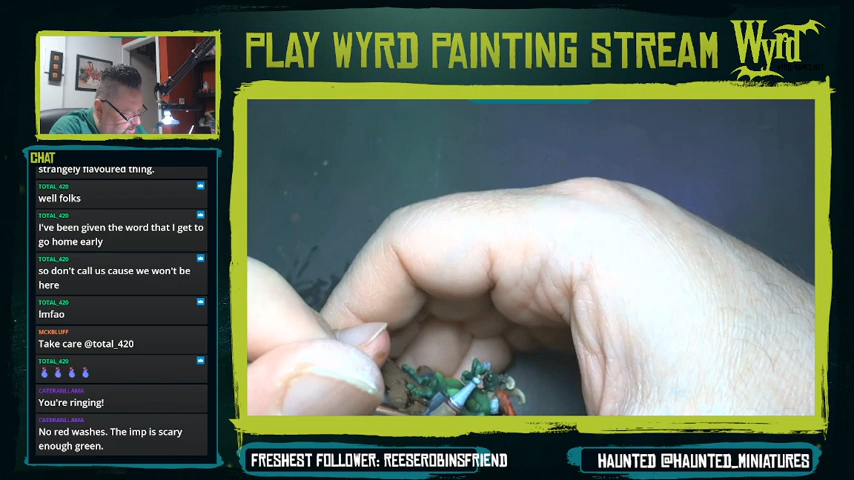 PLAY WYRD PAINTING STREAM
Wyrd
CHAT
strangely flavoured thing.
TOTAL_420
well folks
TOTAL_420
I've been given the word that I get to
go home early
TOTAL_420
so don't call us cause we won't be
here
TOTAL_420
lmfao
MCKBLUFF
Take care @total_420
TOTAL_420
CATERANLLAMA
You're ringing!
CATERANLLAMA
No red washes. The imp is scary
enough green.
FRESHEST FOLLOWER: REESEROBINSFRIEND
HAUNTED @HAUNTED_MINIATURES